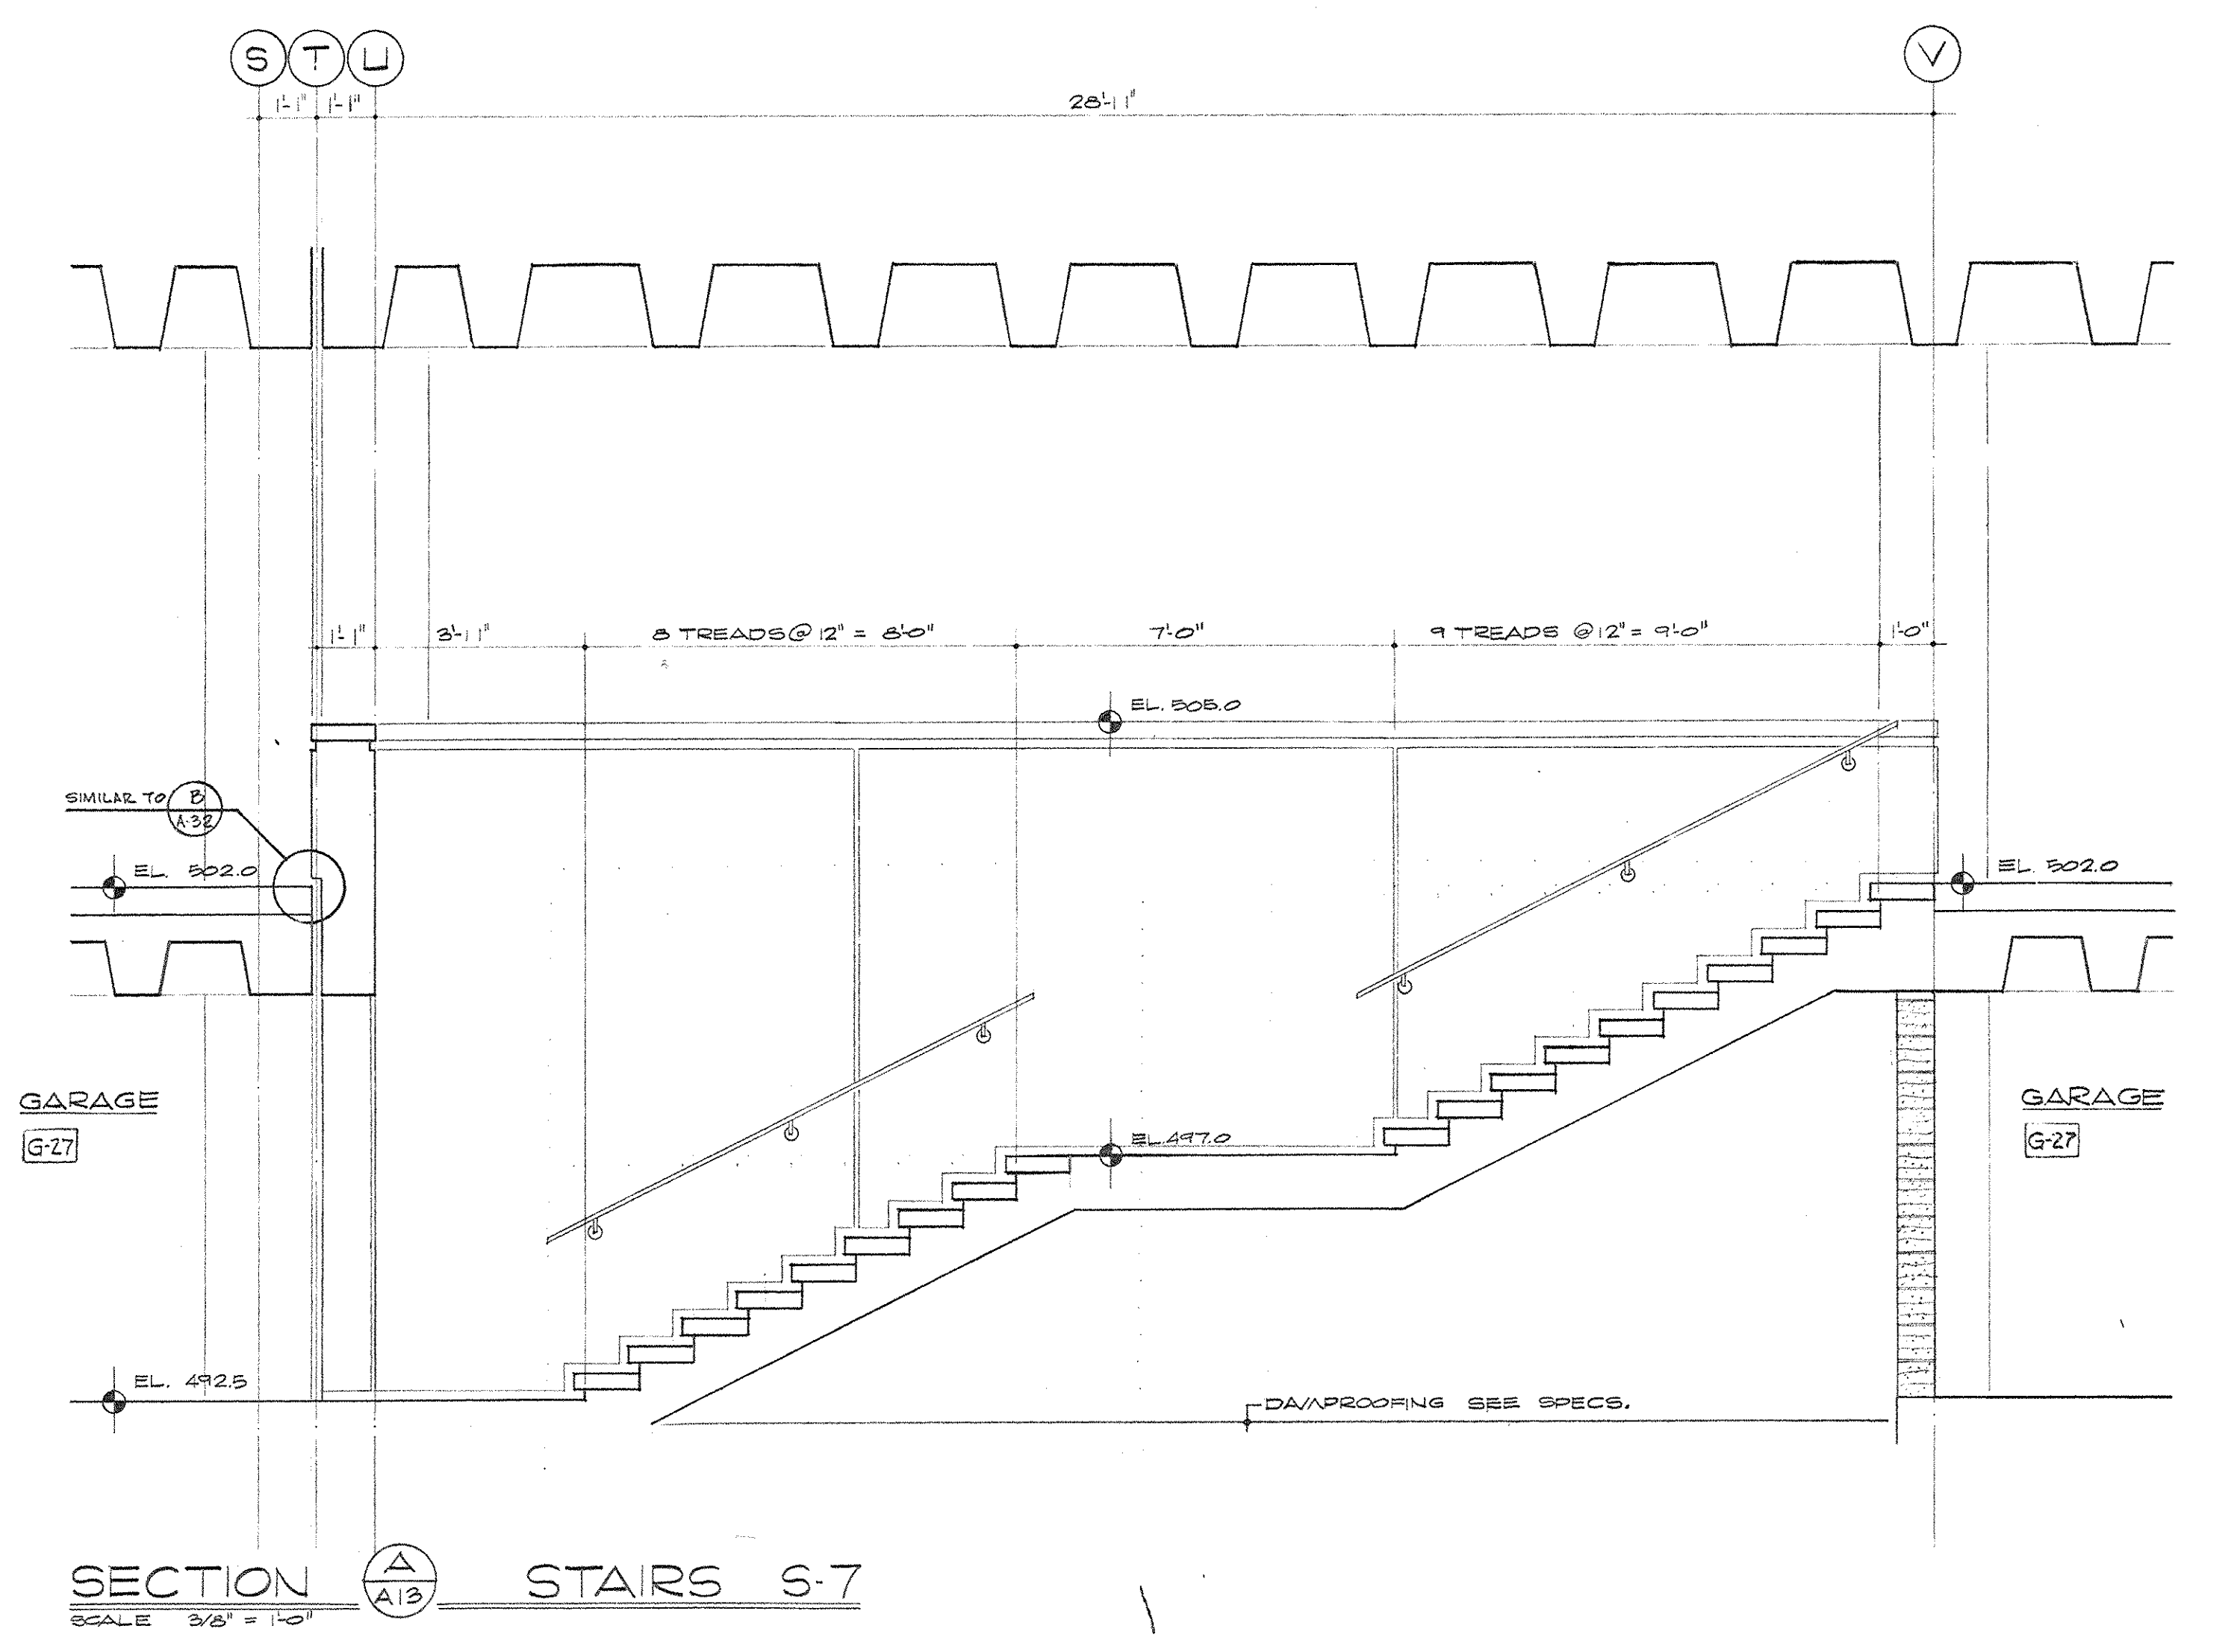 S T U V
1'-1" 1'-1" 28'-11"
1'-1" 3'-11" 8 TREADS @ 12" = 8'-0" 7'-0" 9 TREADS @ 12" = 9'-0" 1'-0"
EL. 505.0
SIMILAR TO B
A-32
EL. 502.0
EL. 502.0
GARAGE
G-27
GARAGE
G-27
EL. 497.0
EL. 492.5
DAMPROOFING SEE SPECS.
SECTION A STAIRS S-7
A13
SCALE 3/8" = 1'-0"